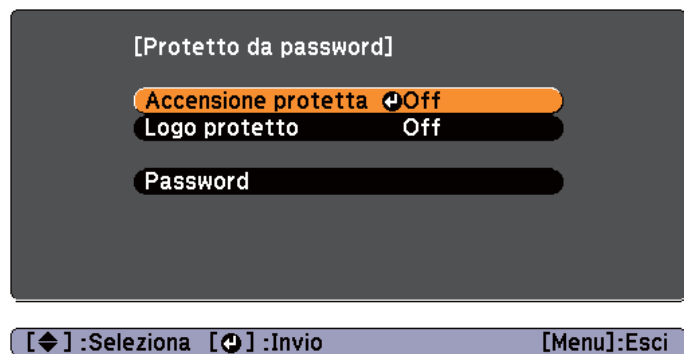 [Protetto da password]
Accensione protetta Off
Logo protetto Off
Password
[ ] :Seleziona [ ] :Invio [Menu]:Esci